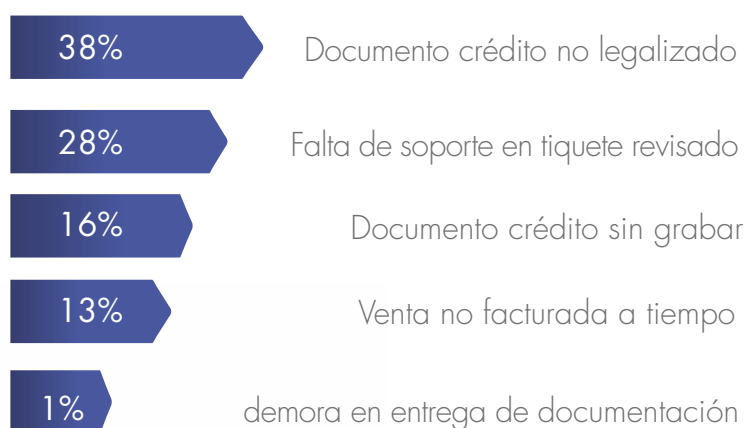 38% Documento crédito no legalizado
28% Falta de soporte en tiquete revisado
16% Documento crédito sin grabar
13% Venta no facturada a tiempo
1% demora en entrega de documentación